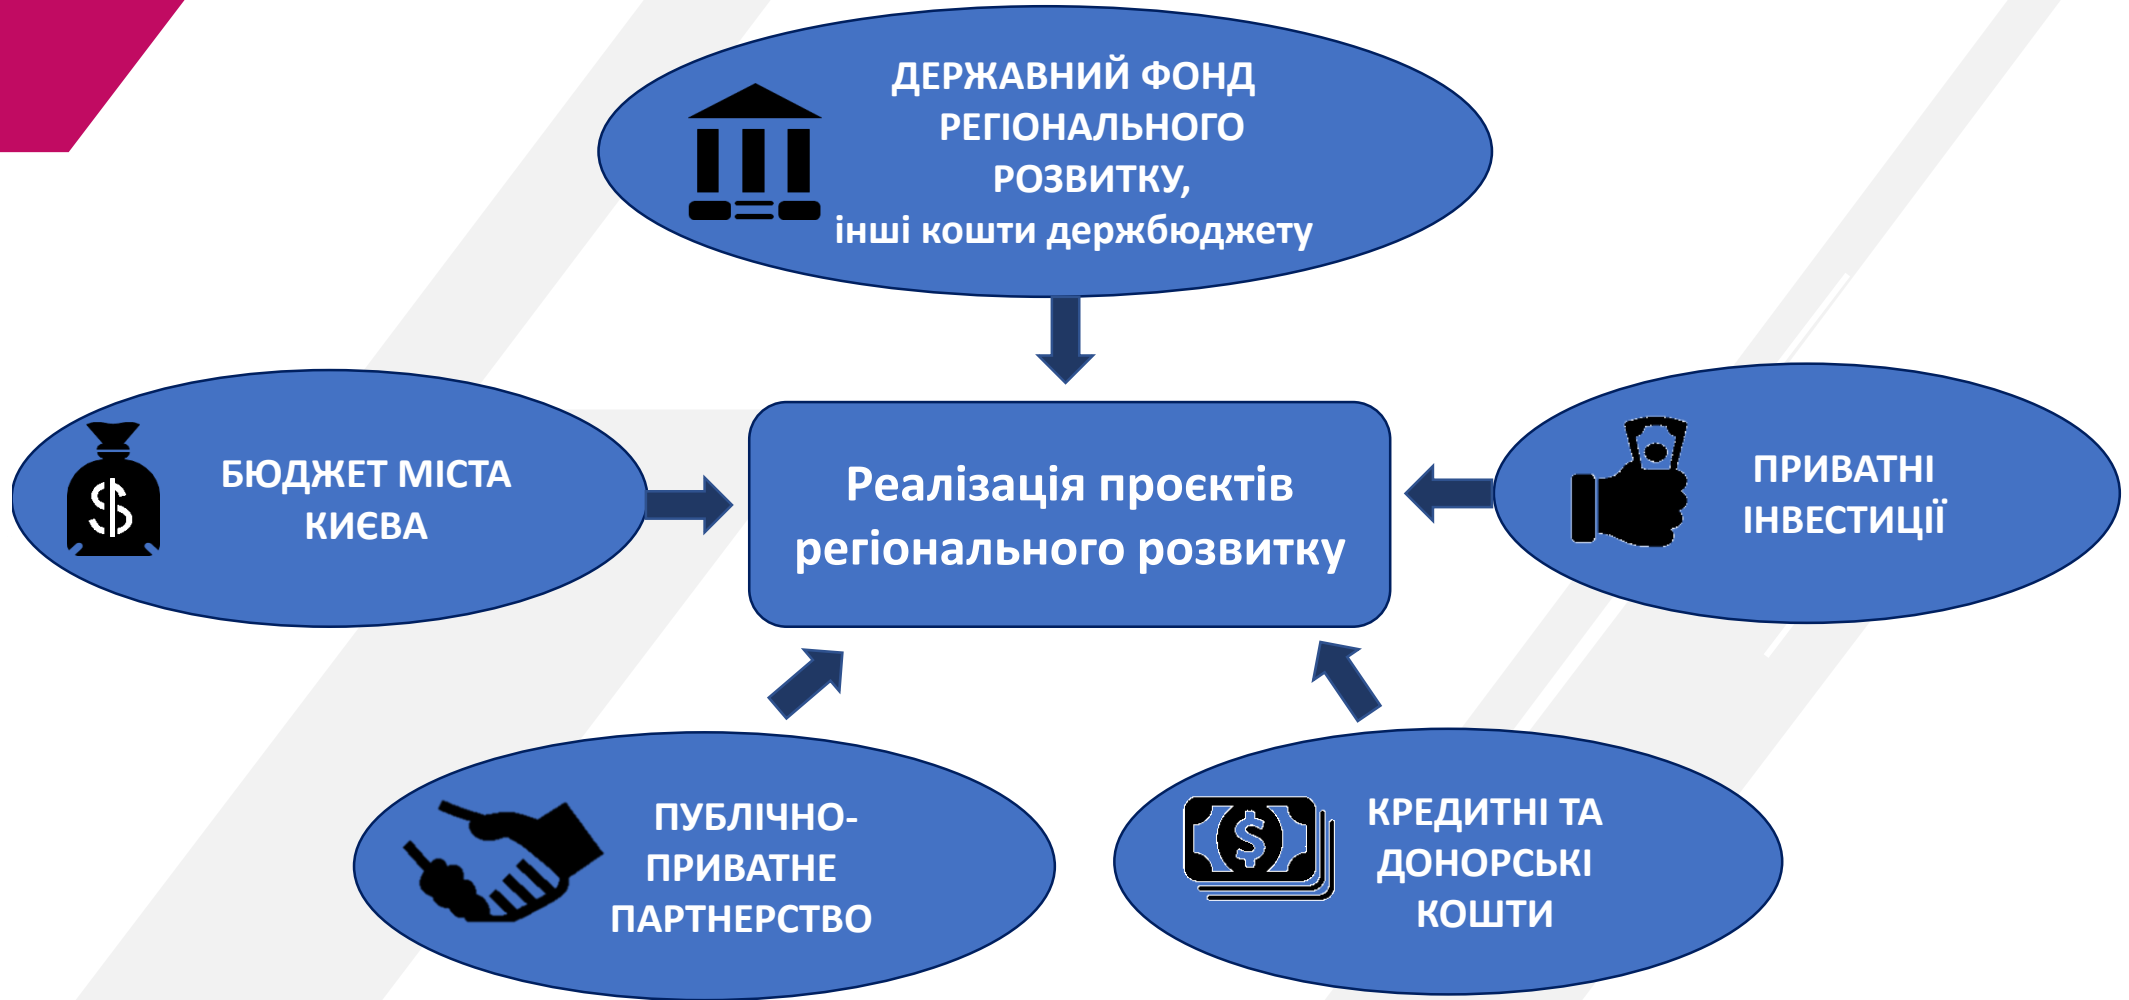 ДЕРЖАВНИЙ ФОНД
РЕГІОНАЛЬНОГО
РОЗВИТКУ,
інші кошти держбюджету
БЮДЖЕТ МІСТА
КИЄВА
Реалізація проєктів
регіонального розвитку
ПРИВАТНІ
ІНВЕСТИЦІЇ
ПУБЛІЧНО-
ПРИВАТНЕ
ПАРТНЕРСТВО
КРЕДИТНІ ТА
ДОНОРСЬКІ
КОШТИ